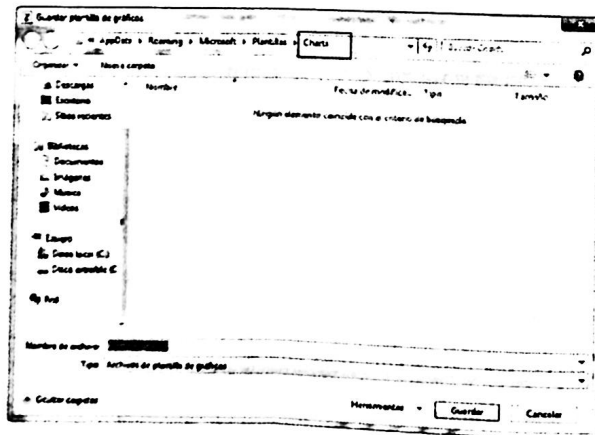 Guardar plantilla de gráficos
AppData ▸ Roaming ▸ Microsoft ▸ Plantillas ▸ Charts
Organizar Nueva carpeta
Nombre Fecha de modifica... Tipo Tamaño
Ningún elemento coincide con el criterio de búsqueda.
Descargas
Escritorio
Sitios recientes
Bibliotecas
Documentos
Imágenes
Música
Vídeos
Equipo
Disco local (C:)
Disco extraíble (E
Red
Nombre de archivo:
Tipo: Archivos de plantilla de gráficos
Ocultar carpetas Herramientas Guardar Cancelar